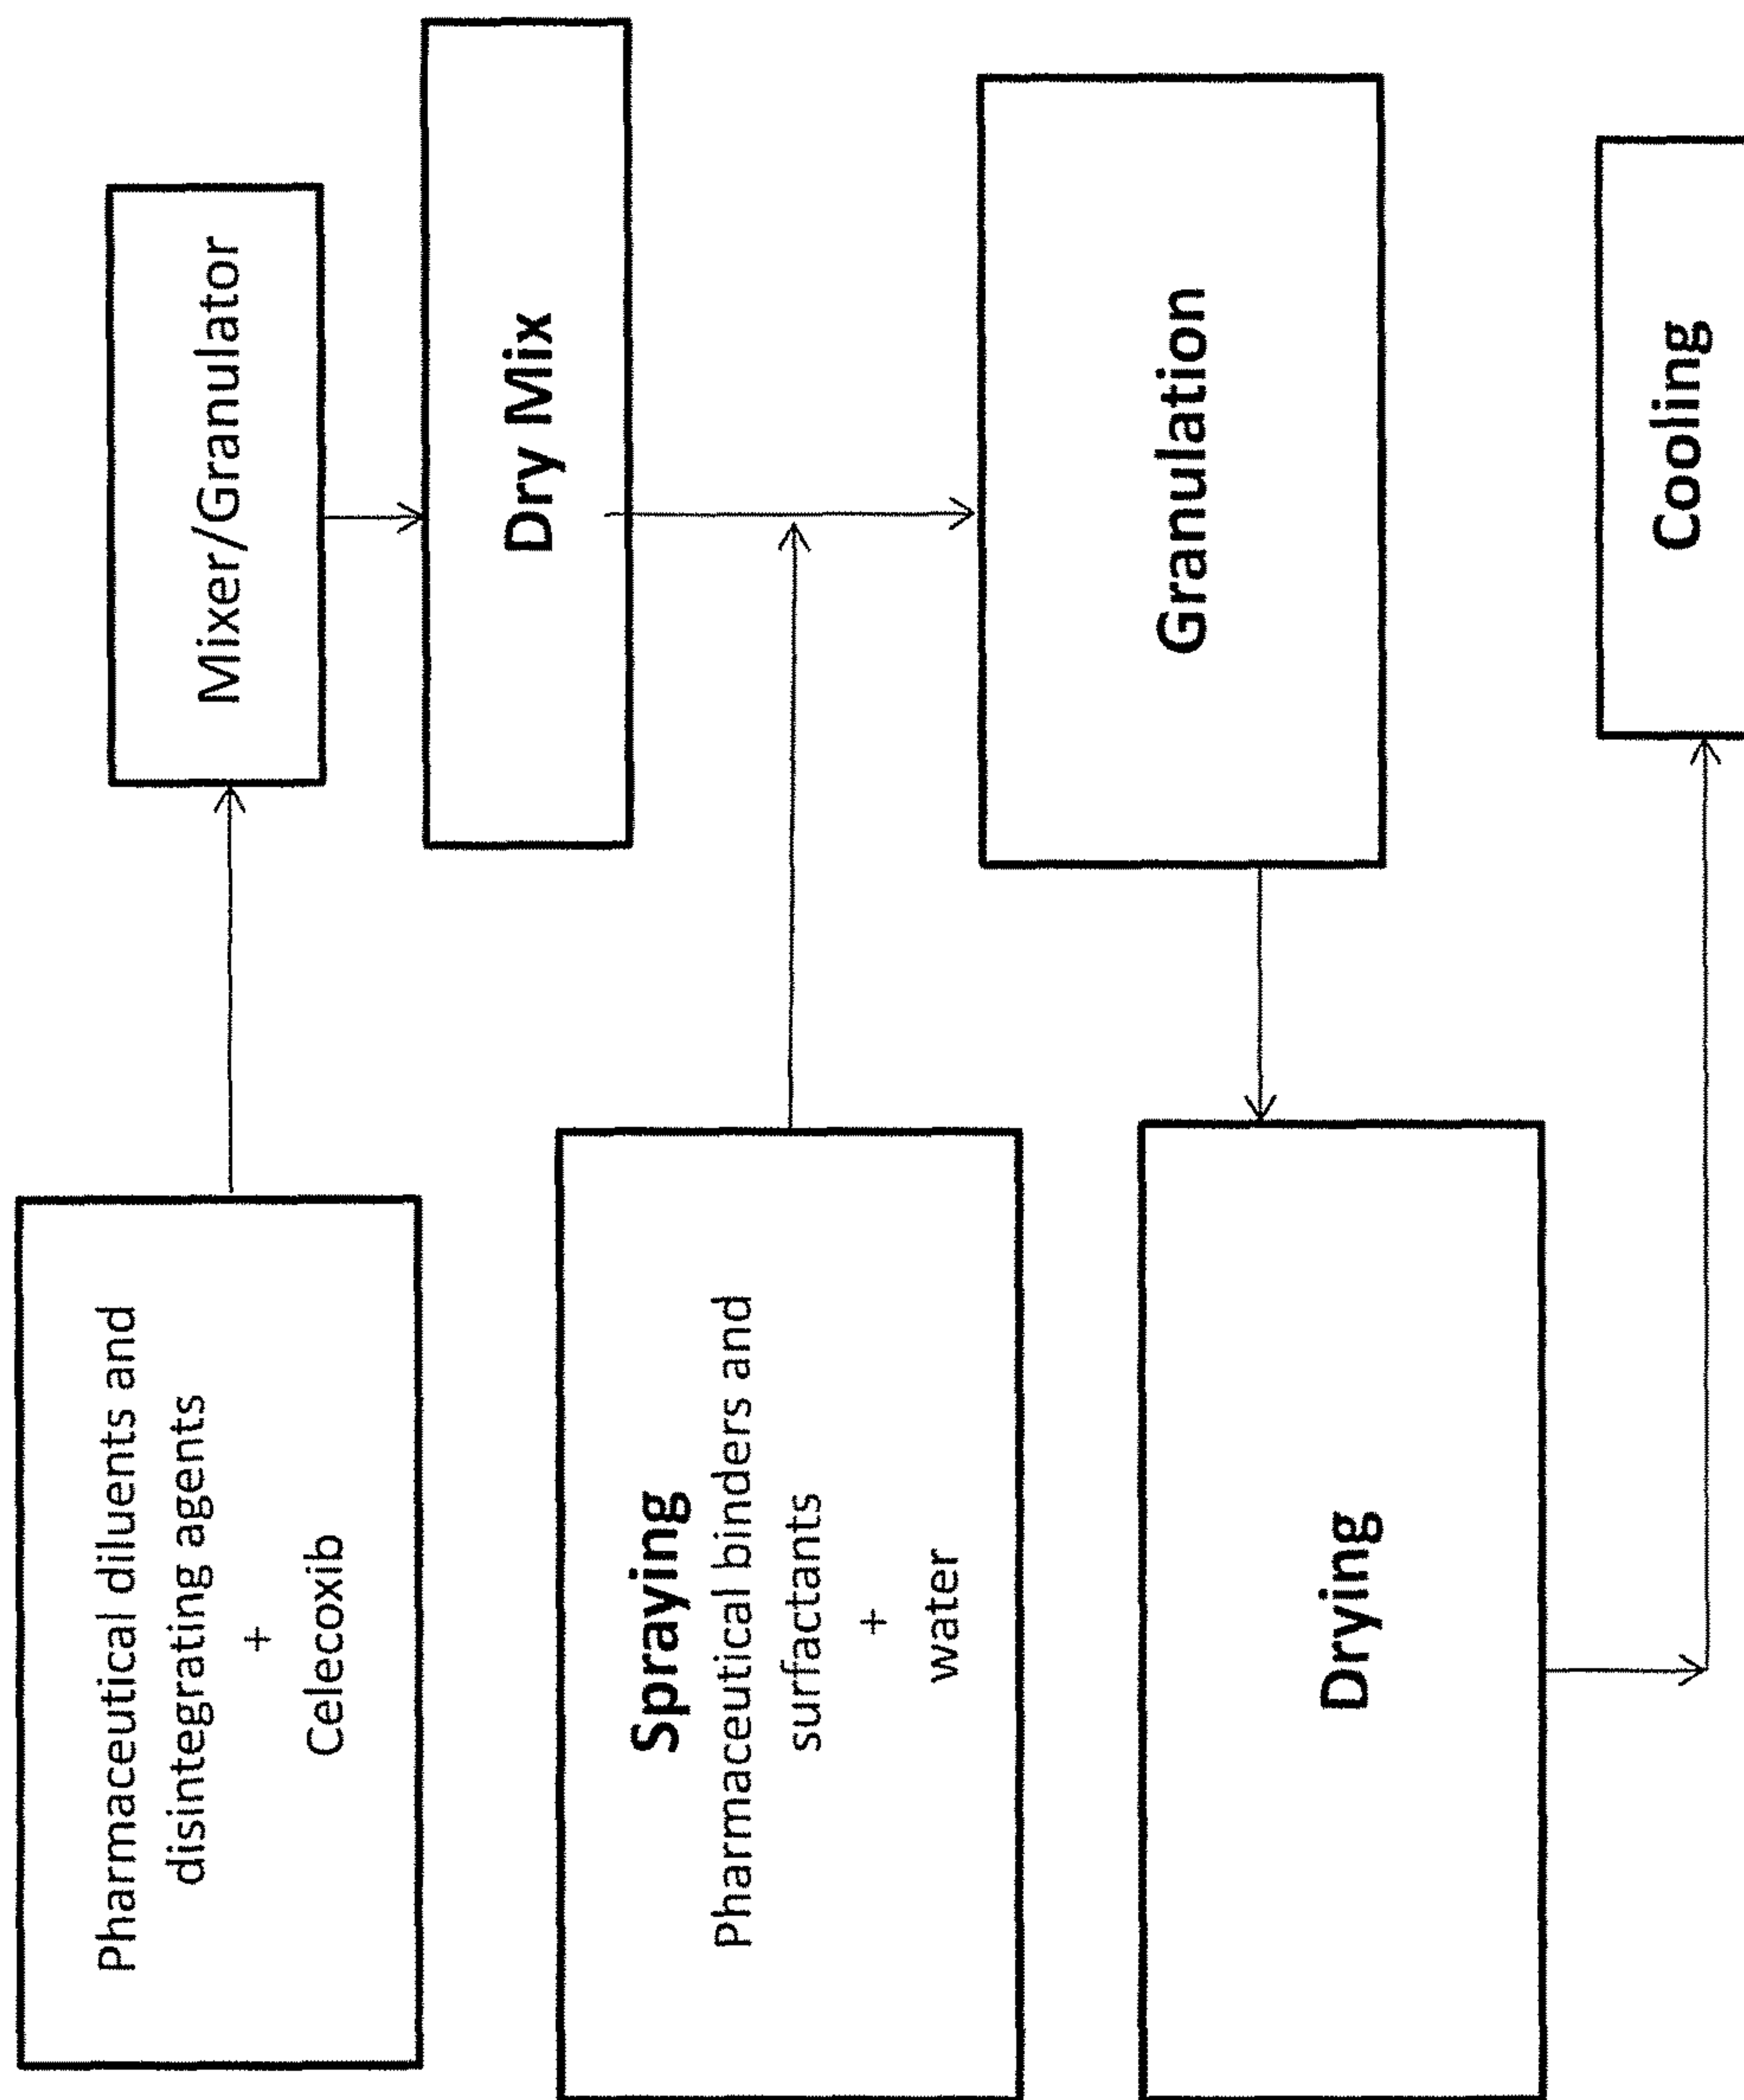 Pharmaceutical diluents and
disintegrating agents
+
Celecoxib
Mixer/Granulator
Dry Mix
Spraying
Pharmaceutical binders and
surfactants
+
water
Granulation
Drying
Cooling